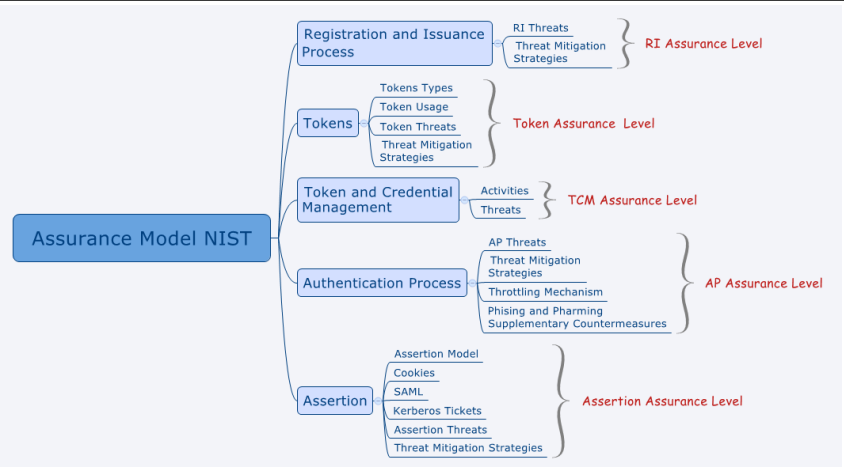 Assurance Model NIST
Registration and Issuance
Process
RI Threats
Threat Mitigation
Strategies
RI Assurance Level
Tokens
Tokens Types
Token Usage
Token Threats
Threat Mitigation
Strategies
Token Assurance Level
Token and Credential
Management
Activities
Threats
TCM Assurance Level
Authentication Process
AP Threats
Threat Mitigation
Strategies
Throttling Mechanism
Phising and Pharming
Supplementary Countermeasures
AP Assurance Level
Assertion
Assertion Model
Cookies
SAML
Kerberos Tickets
Assertion Threats
Threat Mitigation Strategies
Assertion Assurance Level